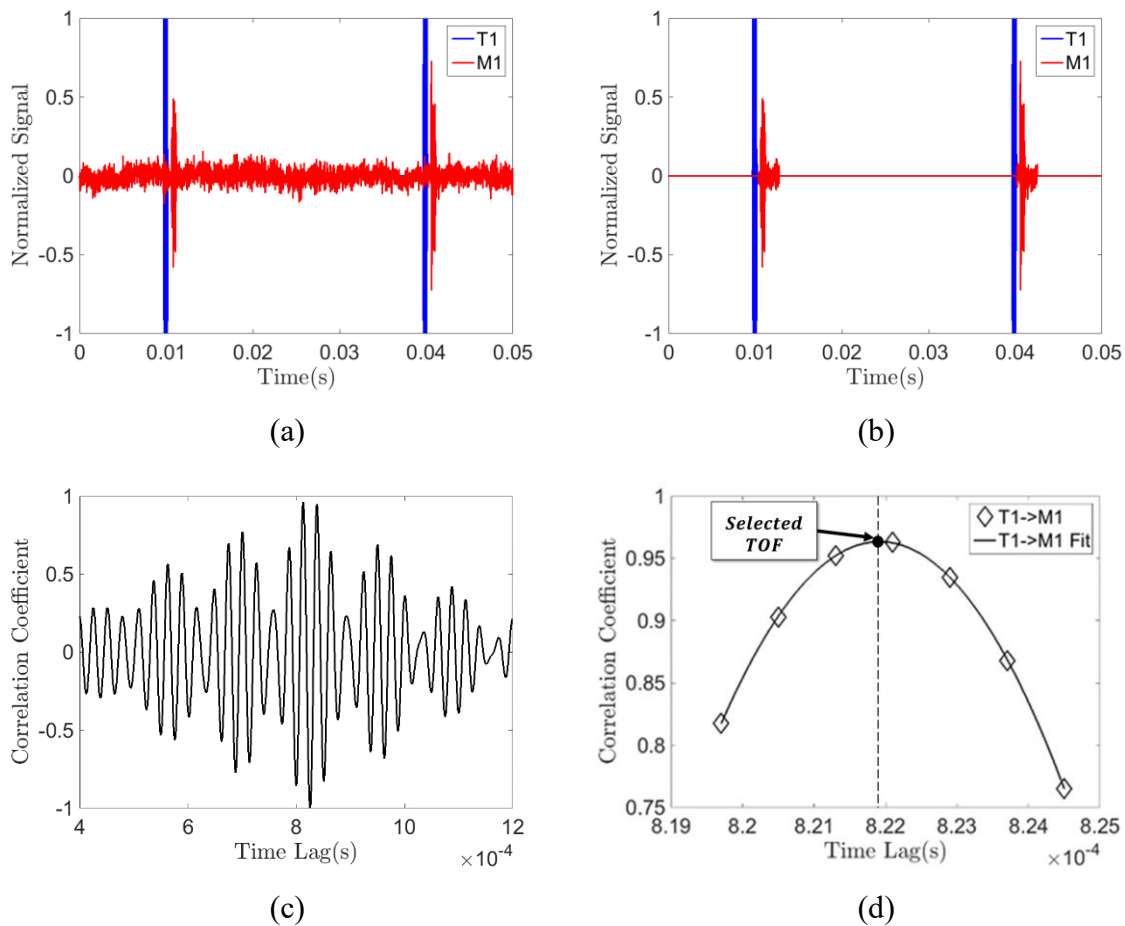 1
0.5
0
-0.5
-1
Normalized Signal
T1
M1
0 0.01 0.02 0.03 0.04 0.05
Time(s)
(a)
1
0.5
0
-0.5
-1
Normalized Signal
T1
M1
0 0.01 0.02 0.03 0.04 0.05
Time(s)
(b)
1
0.5
0
-0.5
-1
Correlation Coefficient
4 6 8 10 12
Time Lag(s)
×10-4
(c)
1
0.95
0.9
0.85
0.8
0.75
Correlation Coefficient
Selected
TOF
T1->M1
T1->M1 Fit
8.19 8.2 8.21 8.22 8.23 8.24 8.25
Time Lag(s)
×10-4
(d)